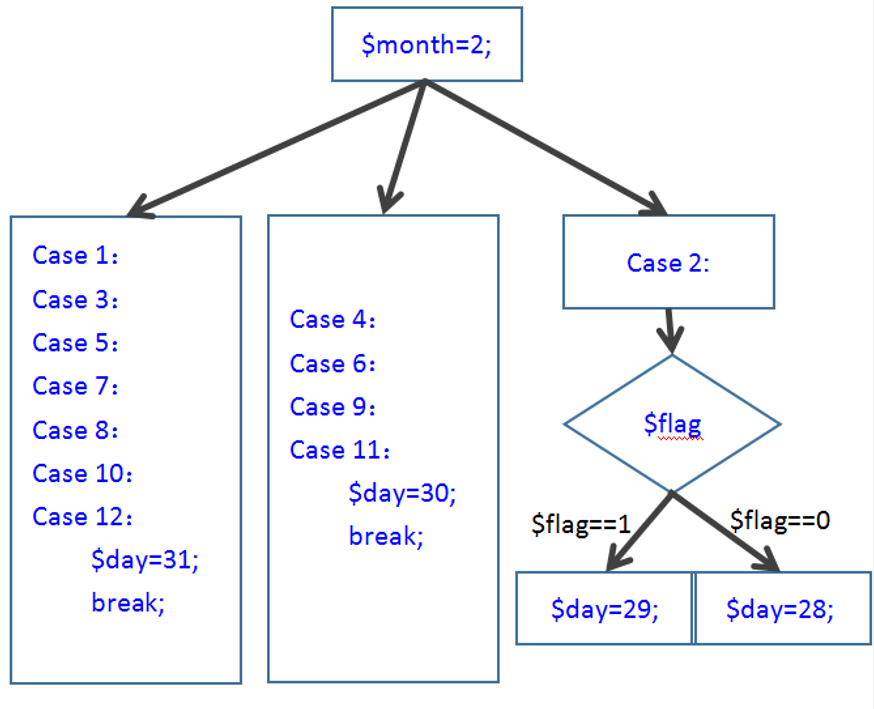 $month=2;
Case 1：
Case 3：
Case 5：
Case 7：
Case 8：
Case 10：
Case 12：
$day=31;
break;
Case 4：
Case 6：
Case 9：
Case 11：
$day=30;
break;
Case 2:
$flag
$flag==1
$flag==0
$day=29;
$day=28;